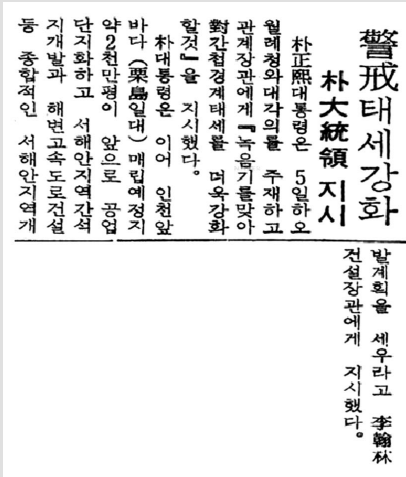 警戒태세강화
朴大統領 지시
朴正熙대통령은 5일하오
월례청와대각의를 주재하고
관계장관에게『녹음기를맞아
對간첩경계태세를 더욱강화
할것』을 지시했다。
朴대통령은 이어 인천앞
바다(栗島일대)매립예정지
약2천만평이 앞으로 공업
단지화하고 서해안지역간석
지개발과 해변고속도로건설
등 종합적인 서해안지역개
발계획을 세우라고 李翰林
건설장관에게 지시했다。